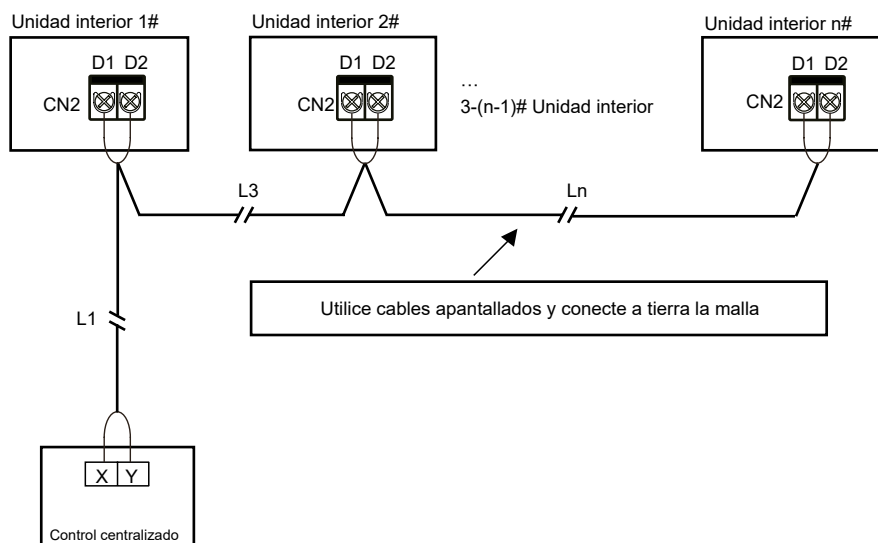 Unidad interior 1#
Unidad interior 2#
Unidad interior n#
D1 D2
D1 D2
D1 D2
CN2
CN2
CN2
...
3-(n-1)# Unidad interior
L3
Ln
Utilice cables apantallados y conecte a tierra la malla
L1
X Y
Control centralizado